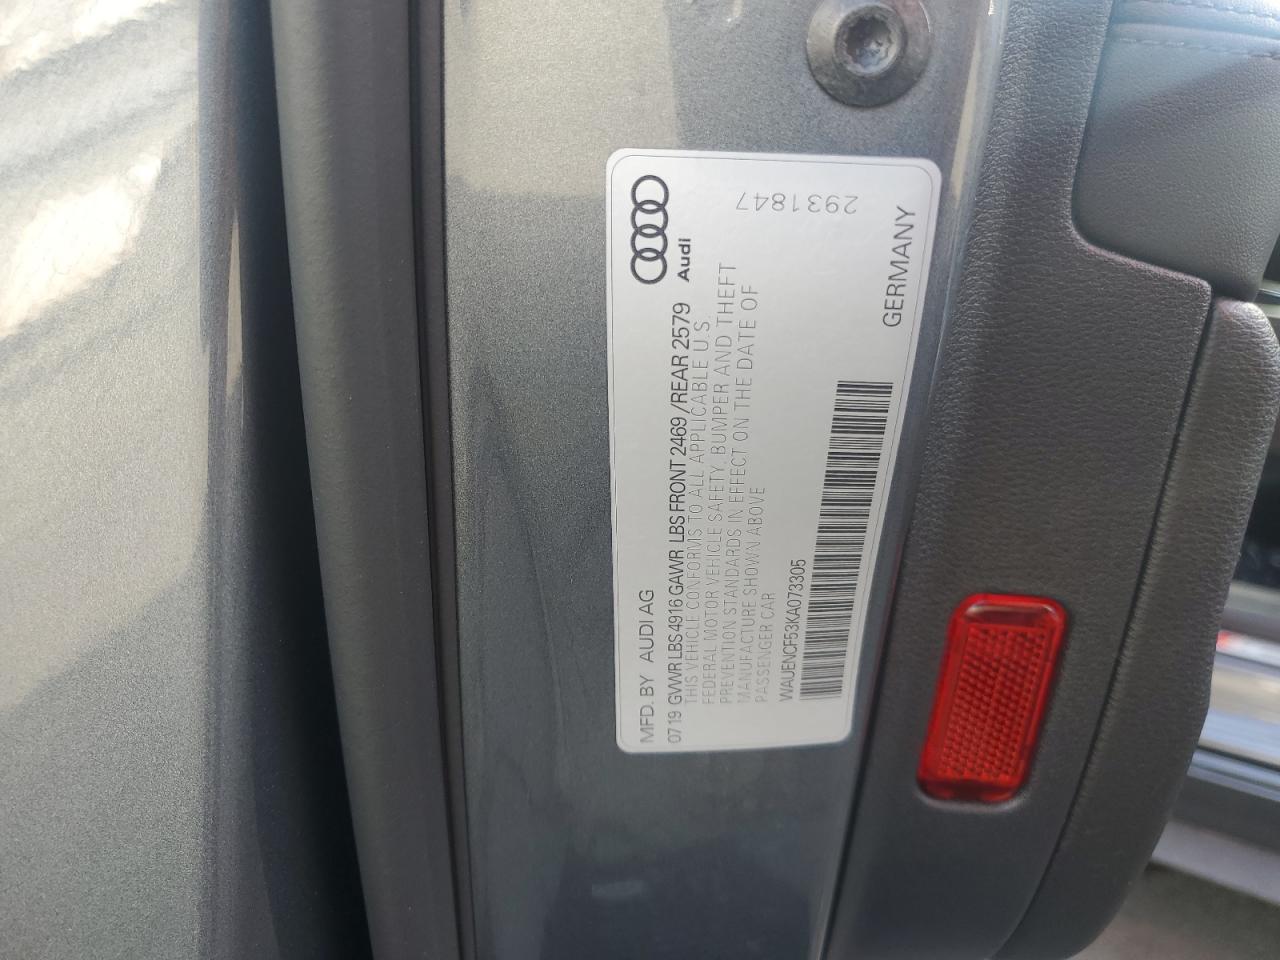 Audi
MFD. BY AUDI AG
0719 GVWR LBS 4916 GAWR LBS FRONT 2469 /REAR 2579
THIS VEHICLE CONFORMS TO ALL APPLICABLE U.S.
FEDERAL MOTOR VEHICLE SAFETY, BUMPER AND THEFT
PREVENTION STANDARDS IN EFFECT ON THE DATE OF
MANUFACTURE SHOWN ABOVE
PASSENGER CAR
WAUENCF53KA073305
GERMANY
2931847